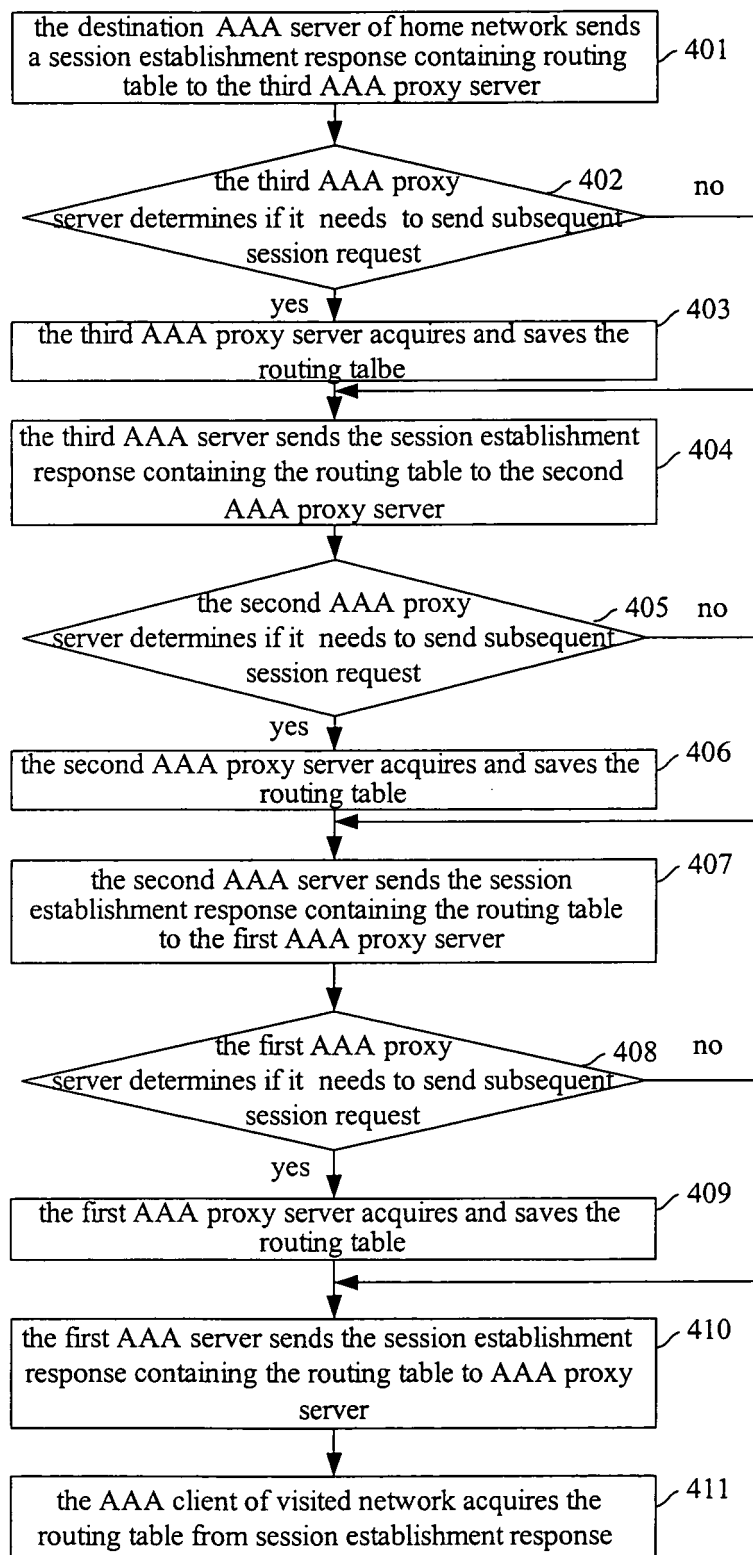 the destination AAA server of home network sends
a session establishment response containing routing
table to the third AAA proxy server
401
the third AAA proxy
server determines if it needs to send subsequent
session request
402
no
yes
403
the third AAA proxy server acquires and saves the
routing talbe
the third AAA server sends the session establishment
response containing the routing table to the second
AAA proxy server
404
the second AAA proxy
server determines if it needs to send subsequent
session request
405
no
yes
406
the second AAA proxy server acquires and saves the
routing table
407
the second AAA server sends the session
establishment response containing the routing table
to the first AAA proxy server
the first AAA proxy
server determines if it needs to send subsequent
session request
408
no
yes
409
the first AAA proxy server acquires and saves the
routing table
410
the first AAA server sends the session establishment
response containing the routing table to AAA proxy
server
411
the AAA client of visited network acquires the
routing table from session establishment response